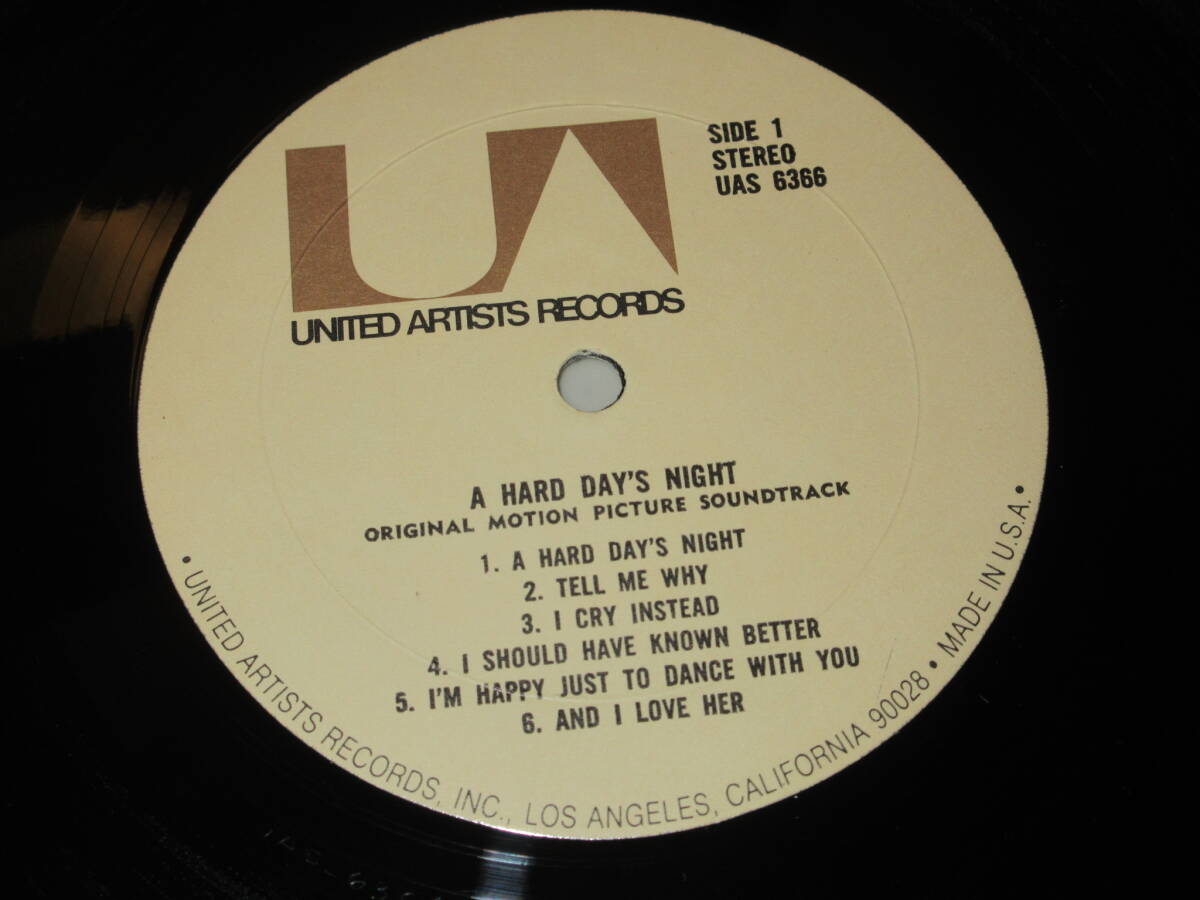 UA
UNITED ARTISTS RECORDS
SIDE 1
STEREO
UAS 6366
A HARD DAY'S NIGHT
ORIGINAL MOTION PICTURE SOUNDTRACK
1. A HARD DAY'S NIGHT
2. TELL ME WHY
3. I CRY INSTEAD
4. I SHOULD HAVE KNOWN BETTER
5. I'M HAPPY JUST TO DANCE WITH YOU
6. AND I LOVE HER
• UNITED ARTISTS RECORDS, INC., LOS ANGELES, CALIFORNIA 90028 • MADE IN U.S.A. •